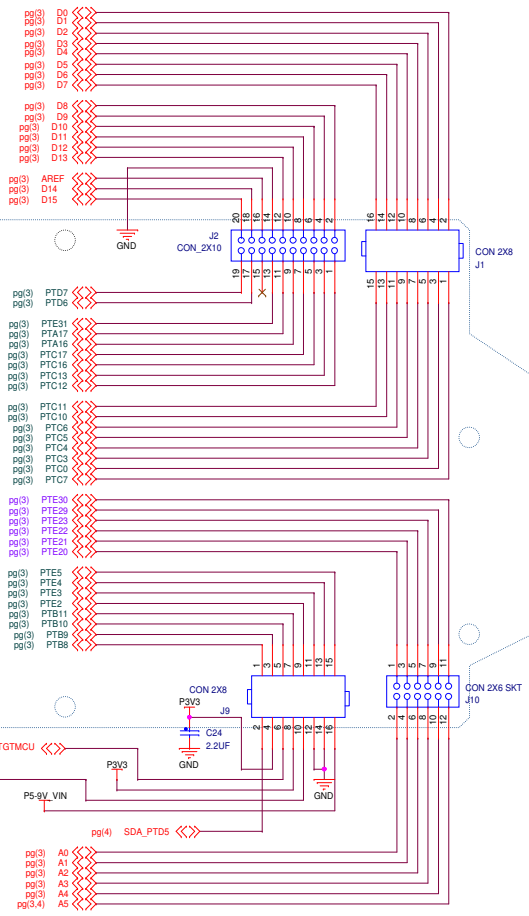 pg(3) D0
pg(3) D1
pg(3) D2
pg(3) D3
pg(3) D4
pg(3) D5
pg(3) D6
pg(3) D7
pg(3) D8
pg(3) D9
pg(3) D10
pg(3) D11
pg(3) D12
pg(3) D13
pg(3) AREF
pg(3) D14
pg(3) D15
20 18 16 14 12 10 8 6 4 2
16 14 12 10 8 6 4 2
GND
J2
CON_2X10
CON 2X8
J1
19 17 15 13 11 9 7 5 3 1
15 13 11 9 7 5 3 1
pg(3) PTD7
pg(3) PTD6
pg(3) PTE31
pg(3) PTA17
pg(3) PTA16
pg(3) PTC17
pg(3) PTC16
pg(3) PTC13
pg(3) PTC12
pg(3) PTC11
pg(3) PTC10
pg(3) PTC6
pg(3) PTC5
pg(3) PTC4
pg(3) PTC3
pg(3) PTC0
pg(3) PTC7
pg(3) PTE30
pg(3) PTE29
pg(3) PTE23
pg(3) PTE22
pg(3) PTE21
pg(3) PTE20
pg(3) PTE5
pg(3) PTE4
pg(3) PTE3
pg(3) PTE2
pg(3) PTB11
pg(3) PTB10
pg(3) PTB9
pg(3) PTB8
1 3 5 7 9 11 13 15
1 3 5 7 9 11
CON 2X8
J9
CON 2X6 SKT
J10
2 4 6 8 10 12 14 16
2 4 6 8 10 12
P3V3
C24
2.2UF
GND
TGTMCU
P3V3
GND
P5-9V_VIN
pg(4) SDA_PTD5
pg(3) A0
pg(3) A1
pg(3) A2
pg(3) A3
pg(3) A4
pg(3,4) A5